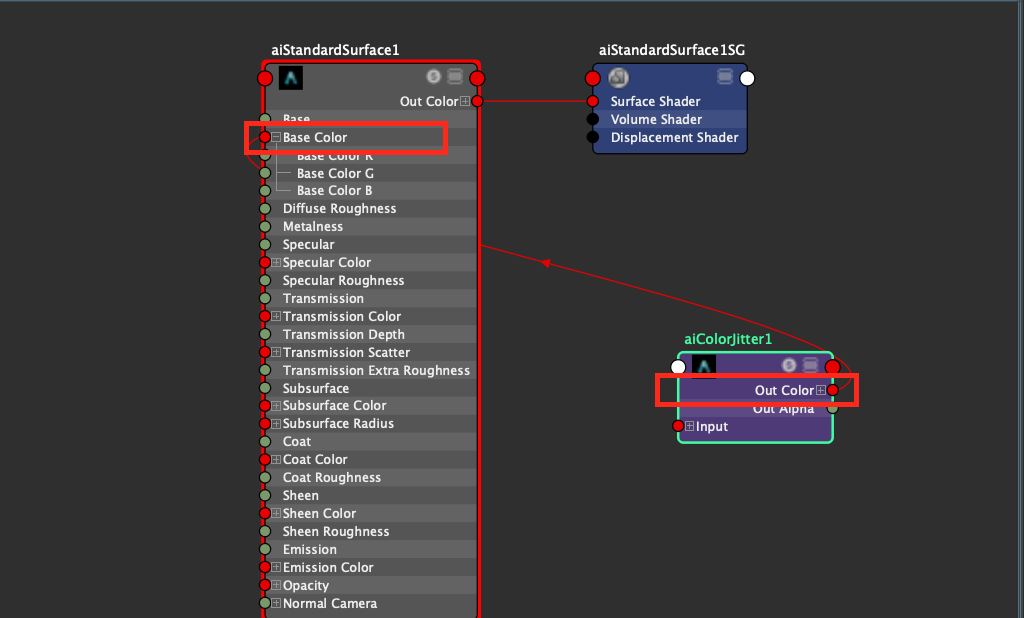 aiStandardSurface1
Out Color
Base
Base Color
Base Color R
Base Color G
Base Color B
Diffuse Roughness
Metalness
Specular
Specular Color
Specular Roughness
Transmission
Transmission Color
Transmission Depth
Transmission Scatter
Transmission Extra Roughness
Subsurface
Subsurface Color
Subsurface Radius
Coat
Coat Color
Coat Roughness
Sheen
Sheen Color
Sheen Roughness
Emission
Emission Color
Opacity
Normal Camera
aiStandardSurface1SG
Surface Shader
Volume Shader
Displacement Shader
aiColorJitter1
Out Color
Out Alpha
Input